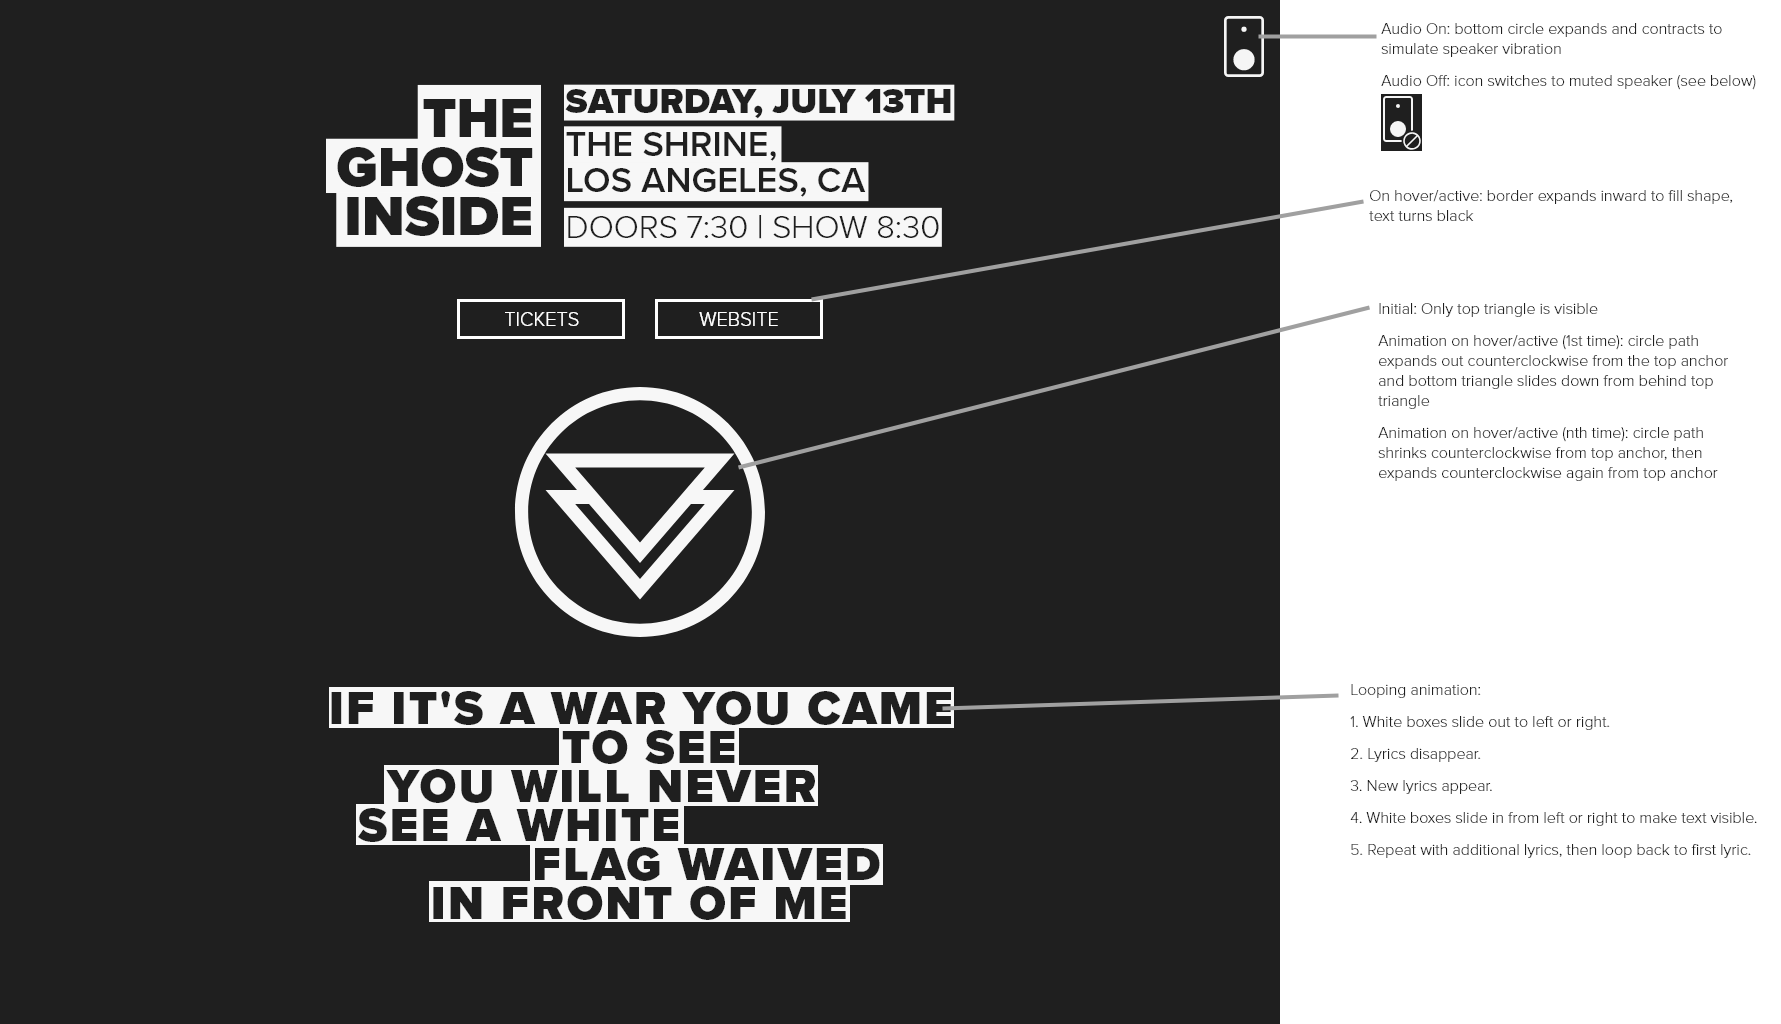 THE
GHOST
INSIDE
SATURDAY, JULY 13TH
THE SHRINE,
LOS ANGELES, CA
DOORS 7:30 | SHOW 8:30
TICKETS
WEBSITE
IF IT'S A WAR YOU CAME
TO SEE
YOU WILL NEVER
SEE A WHITE
FLAG WAIVED
IN FRONT OF ME
Audio On: bottom circle expands and contracts to
simulate speaker vibration
Audio Off: icon switches to muted speaker (see below)
On hover/active: border expands inward to fill shape,
text turns black
Initial: Only top triangle is visible
Animation on hover/active (1st time): circle path
expands out counterclockwise from the top anchor
and bottom triangle slides down from behind top
triangle
Animation on hover/active (nth time): circle path
shrinks counterclockwise from top anchor, then
expands counterclockwise again from top anchor
Looping animation:
1. White boxes slide out to left or right.
2. Lyrics disappear.
3. New lyrics appear.
4. White boxes slide in from left or right to make text visible.
5. Repeat with additional lyrics, then loop back to first lyric.